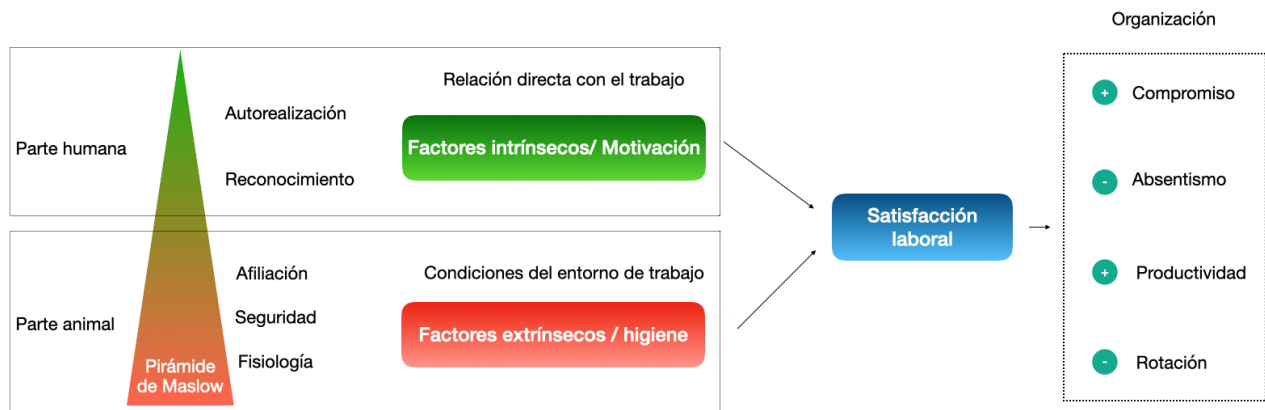 Organización
Relación directa con el trabajo
Autorealización
Parte humana
Factores intrínsecos/ Motivación
Reconocimiento
Afiliación
Condiciones del entorno de trabajo
Parte animal
Seguridad
Factores extrínsecos / higiene
Fisiología
Pirámide
de Maslow
Satisfacción
laboral
+ Compromiso
- Absentismo
+ Productividad
- Rotación